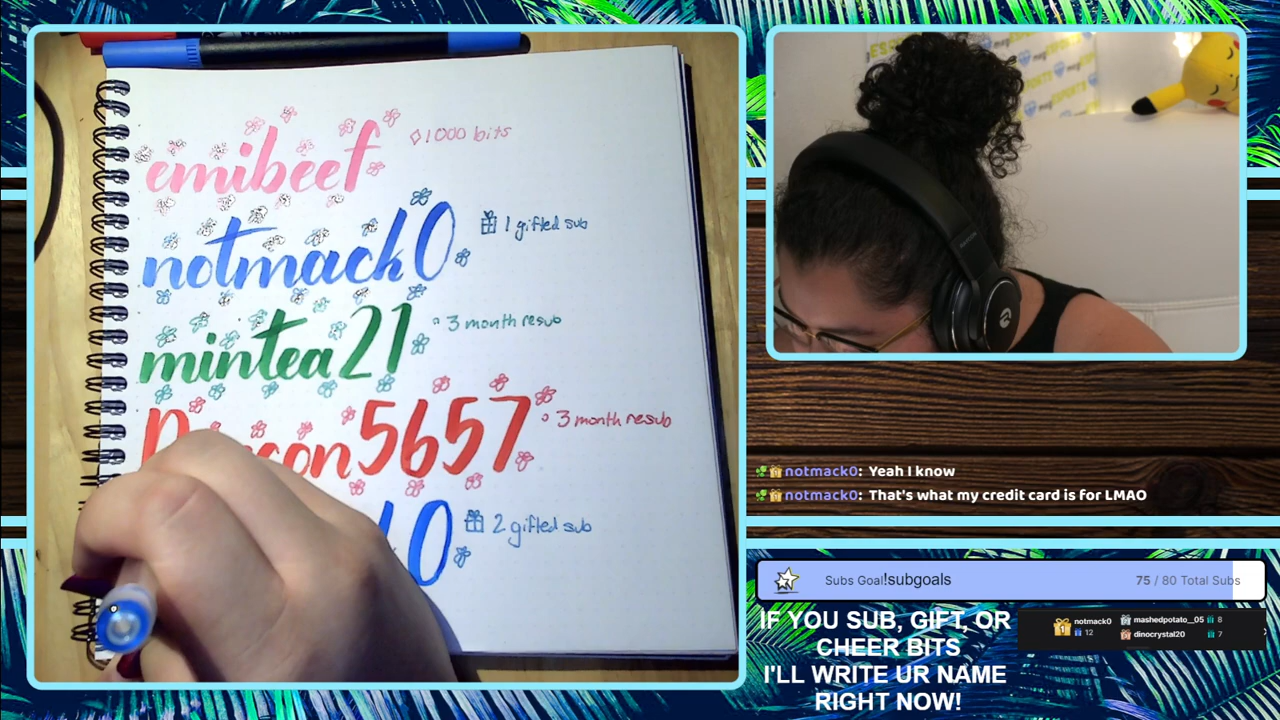 emibeef ◊1000 bits
notmack0 1 gifted sub
mintea21 ° 3 month resub
5657 ° 3 month resub
0 2 gifted sub
notmack0: Yeah I know
notmack0: That's what my credit card is for LMAO
Subs Goal !subgoals 75 / 80 Total Subs
IF YOU SUB, GIFT, OR
CHEER BITS
I'LL WRITE UR NAME
RIGHT NOW!
1 notmack0 12
mashedpotato__05 8
dinocrystal20 7